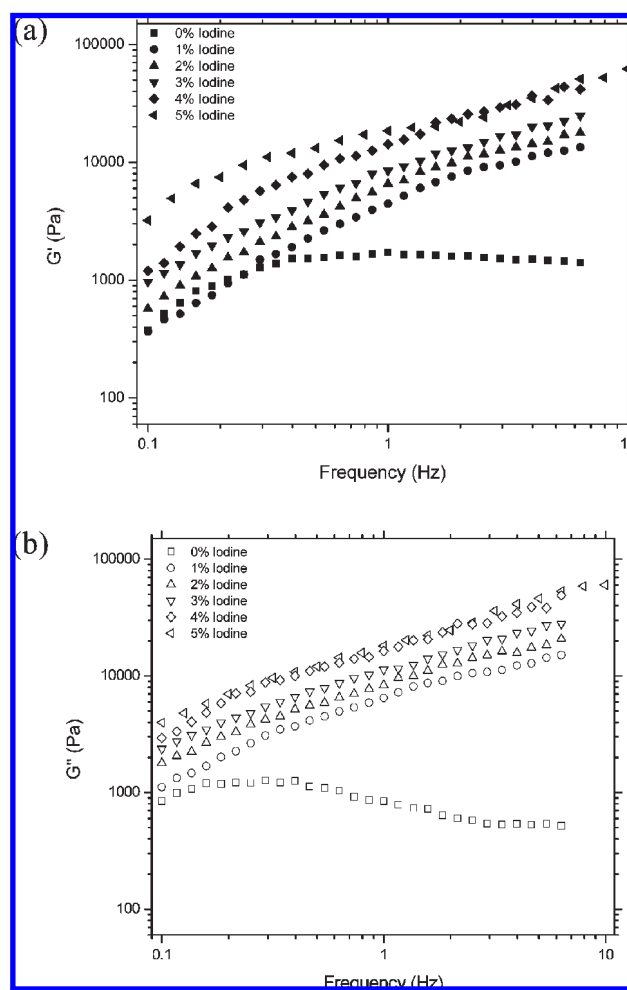 (a)
0% Iodine
1% Iodine
2% Iodine
3% Iodine
4% Iodine
5% Iodine
100000
10000
1000
100
G' (Pa)
0.1 1
Frequency (Hz)
(b)
0% Iodine
1% Iodine
2% Iodine
3% Iodine
4% Iodine
5% Iodine
100000
10000
1000
100
G'' (Pa)
0.1 1 10
Frequency (Hz)